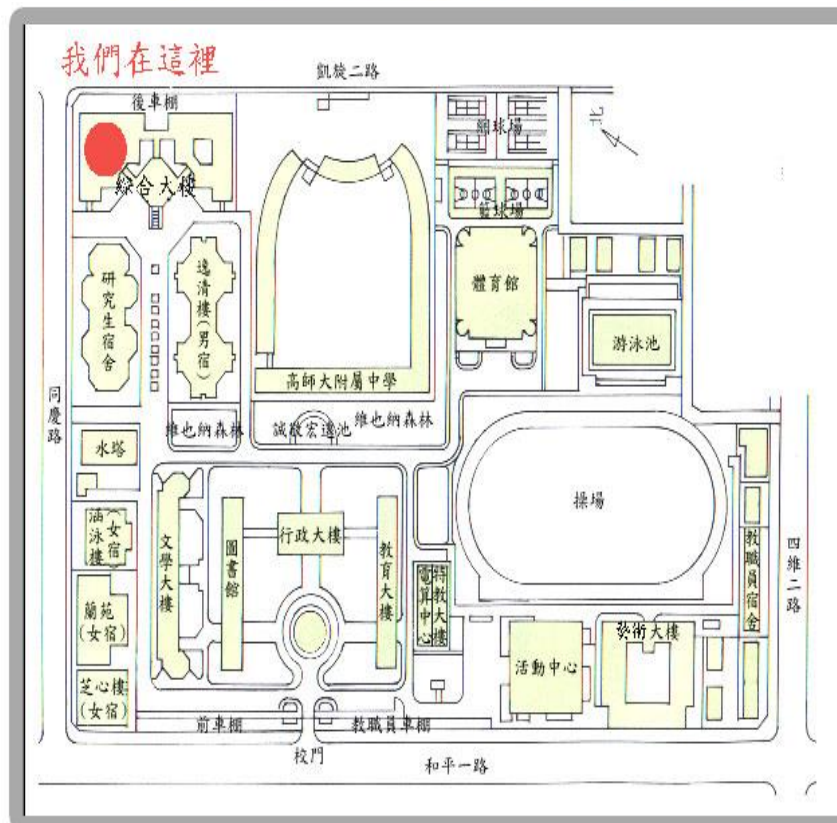 我們在這裡
凱旋二路
後車棚
北
網球場
綜合大樓
籃球場
研究生宿舍
逸清樓(男宿)
體育館
游泳池
高師大附屬中學
同慶路
維也納森林
誠敬宏遠池
維也納森林
水塔
操場
涵泳樓(女宿)
文學大樓
圖書館
行政大樓
教育大樓
教職員宿舍
四維二路
電算中心
特教大樓
蘭苑
(女宿)
藝術大樓
活動中心
芝心樓
(女宿)
前車棚
教職員車棚
校門
和平一路